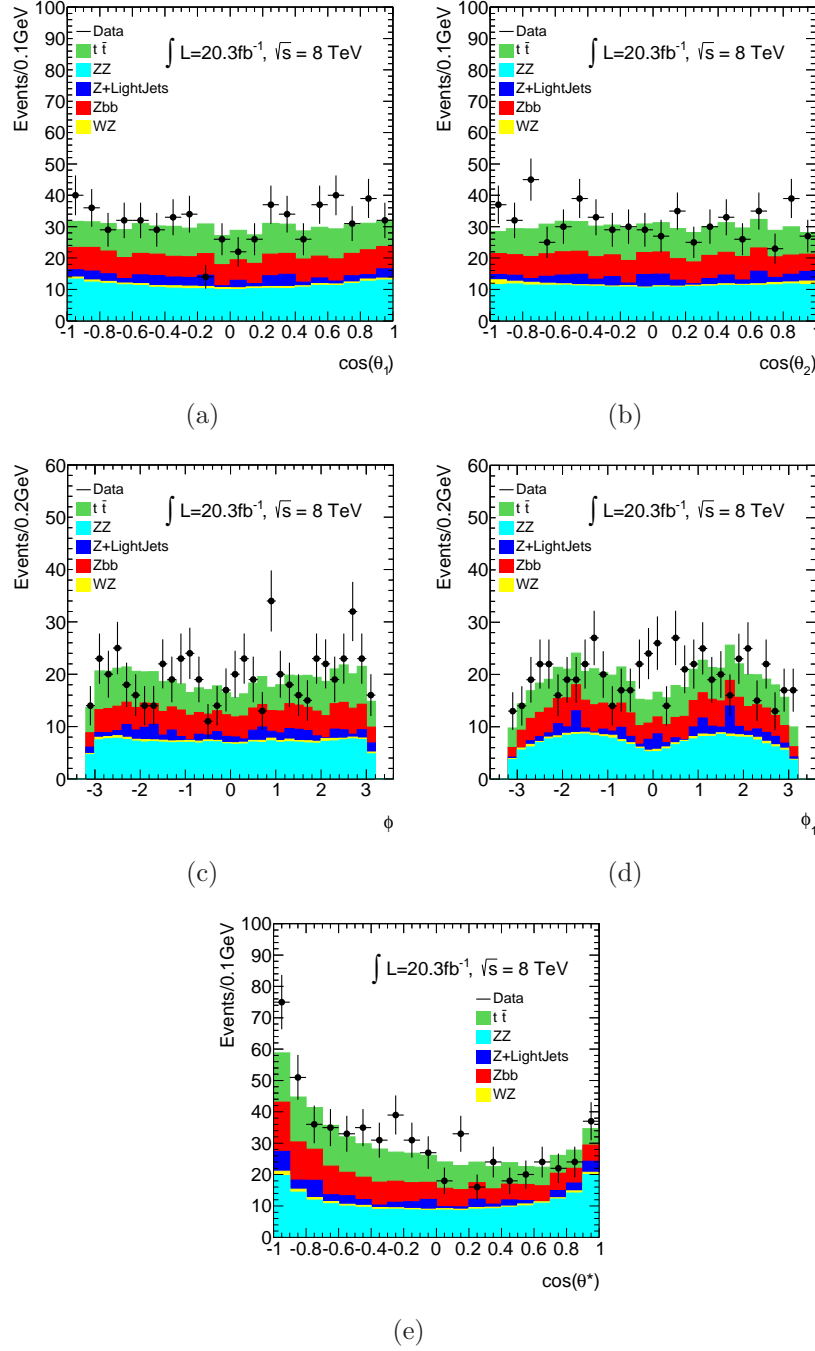 Events/0.1GeV
100
90
80
70
60
50
40
30
20
10
0
Data
t t̄
ZZ
Z+LightJets
Zbb
WZ
∫ L=20.3fb⁻¹, √s = 8 TeV
-1 -0.8 -0.6 -0.4 -0.2 0 0.2 0.4 0.6 0.8 1
cos(θ₁)
(a)
Events/0.1GeV
100
90
80
70
60
50
40
30
20
10
0
Data
t t̄
ZZ
Z+LightJets
Zbb
WZ
∫ L=20.3fb⁻¹, √s = 8 TeV
-1 -0.8 -0.6 -0.4 -0.2 0 0.2 0.4 0.6 0.8 1
cos(θ₂)
(b)
Events/0.2GeV
60
50
40
30
20
10
0
Data
t t̄
ZZ
Z+LightJets
Zbb
WZ
∫ L=20.3fb⁻¹, √s = 8 TeV
-3 -2 -1 0 1 2 3
ϕ
(c)
Events/0.2GeV
60
50
40
30
20
10
0
Data
t t̄
ZZ
Z+LightJets
Zbb
WZ
∫ L=20.3fb⁻¹, √s = 8 TeV
-3 -2 -1 0 1 2 3
ϕ₁
(d)
Events/0.1GeV
100
90
80
70
60
50
40
30
20
10
0
∫ L=20.3fb⁻¹, √s = 8 TeV
Data
t t̄
ZZ
Z+LightJets
Zbb
WZ
-1 -0.8 -0.6 -0.4 -0.2 0 0.2 0.4 0.6 0.8 1
cos(θ*)
(e)